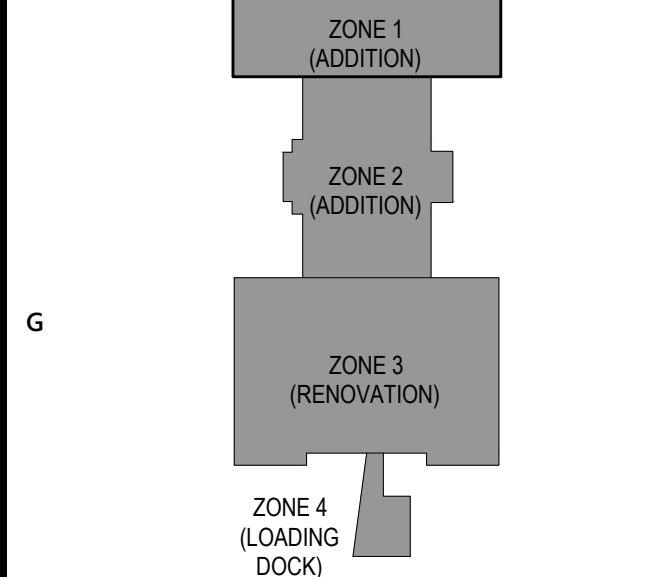 ZONE 1
(ADDITION)
ZONE 2
(ADDITION)
G
ZONE 3
(RENOVATION)
ZONE 4
(LOADING
DOCK)